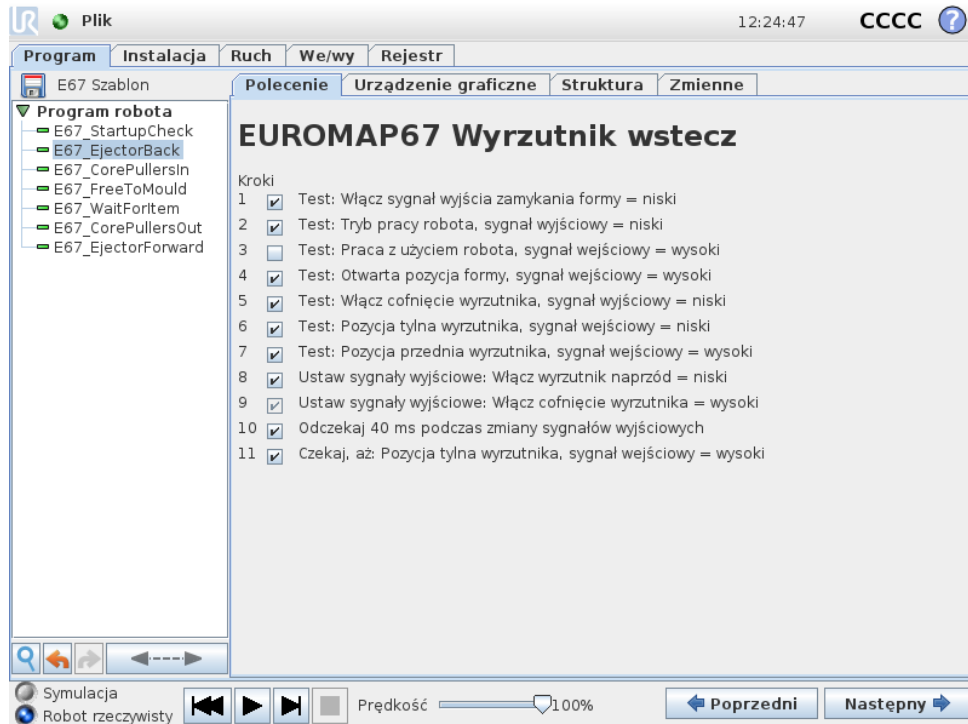 UR Plik 12:24:47 CCCC ?
Program Instalacja Ruch We/wy Rejestr
E67 Szablon
Polecenie Urządzenie graficzne Struktura Zmienne
Program robota
E67_StartupCheck
E67_EjectorBack
E67_CorePullersIn
E67_FreeToMould
E67_WaitForItem
E67_CorePullersOut
E67_EjectorForward
EUROMAP67 Wyrzutnik wstecz
Kroki
1 Test: Włącz sygnał wyjścia zamykania formy = niski
2 Test: Tryb pracy robota, sygnał wyjściowy = niski
3 Test: Praca z użyciem robota, sygnał wejściowy = wysoki
4 Test: Otwarta pozycja formy, sygnał wejściowy = wysoki
5 Test: Włącz cofnięcie wyrzutnika, sygnał wyjściowy = niski
6 Test: Pozycja tylna wyrzutnika, sygnał wejściowy = niski
7 Test: Pozycja przednia wyrzutnika, sygnał wejściowy = wysoki
8 Ustaw sygnały wyjściowe: Włącz wyrzutnik naprzód = niski
9 Ustaw sygnały wyjściowe: Włącz cofnięcie wyrzutnika = wysoki
10 Odczekaj 40 ms podczas zmiany sygnałów wyjściowych
11 Czekaj, aż: Pozycja tylna wyrzutnika, sygnał wejściowy = wysoki
Symulacja
Robot rzeczywisty
Prędkość 100%
Poprzedni
Następny